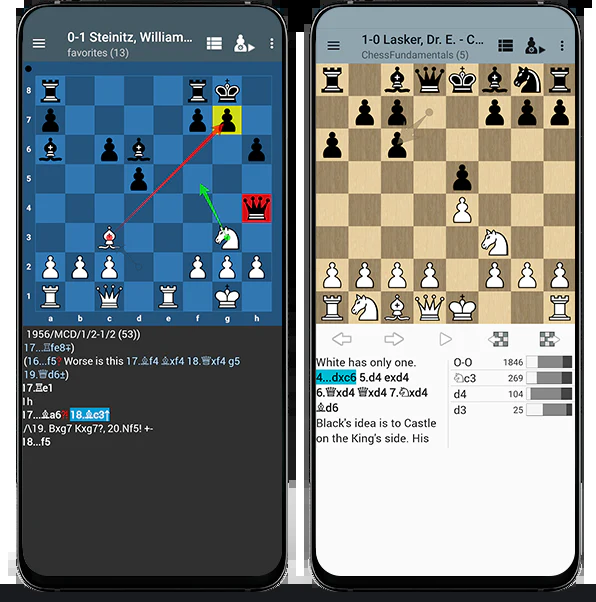 0-1 Steinitz, William...
favorites (13)
8
7
6
5
4
3
2
1
a b c d e f g h
1956/MCD/1/2-1/2 (53))
17...♖fe8∓)
(16...f5? Worse is this 17.♗f4 ♗xf4 18.♕xf4 g5
19.♕d6±)
17.♖e1
h
17...♗a6?! 18.♗c3↑
/\19. Bxg7 Kxg7?, 20.Nf5! +-
18...f5
1-0 Lasker, Dr. E. - C...
ChessFundamentals (5)
White has only one.
4...dxc6 5.d4 exd4
6.♕xd4 ♕xd4 7.♘xd4
♗d6
Black's idea is to Castle
on the King's side. His
O-O 1846
♘c3 269
d4 104
d3 25